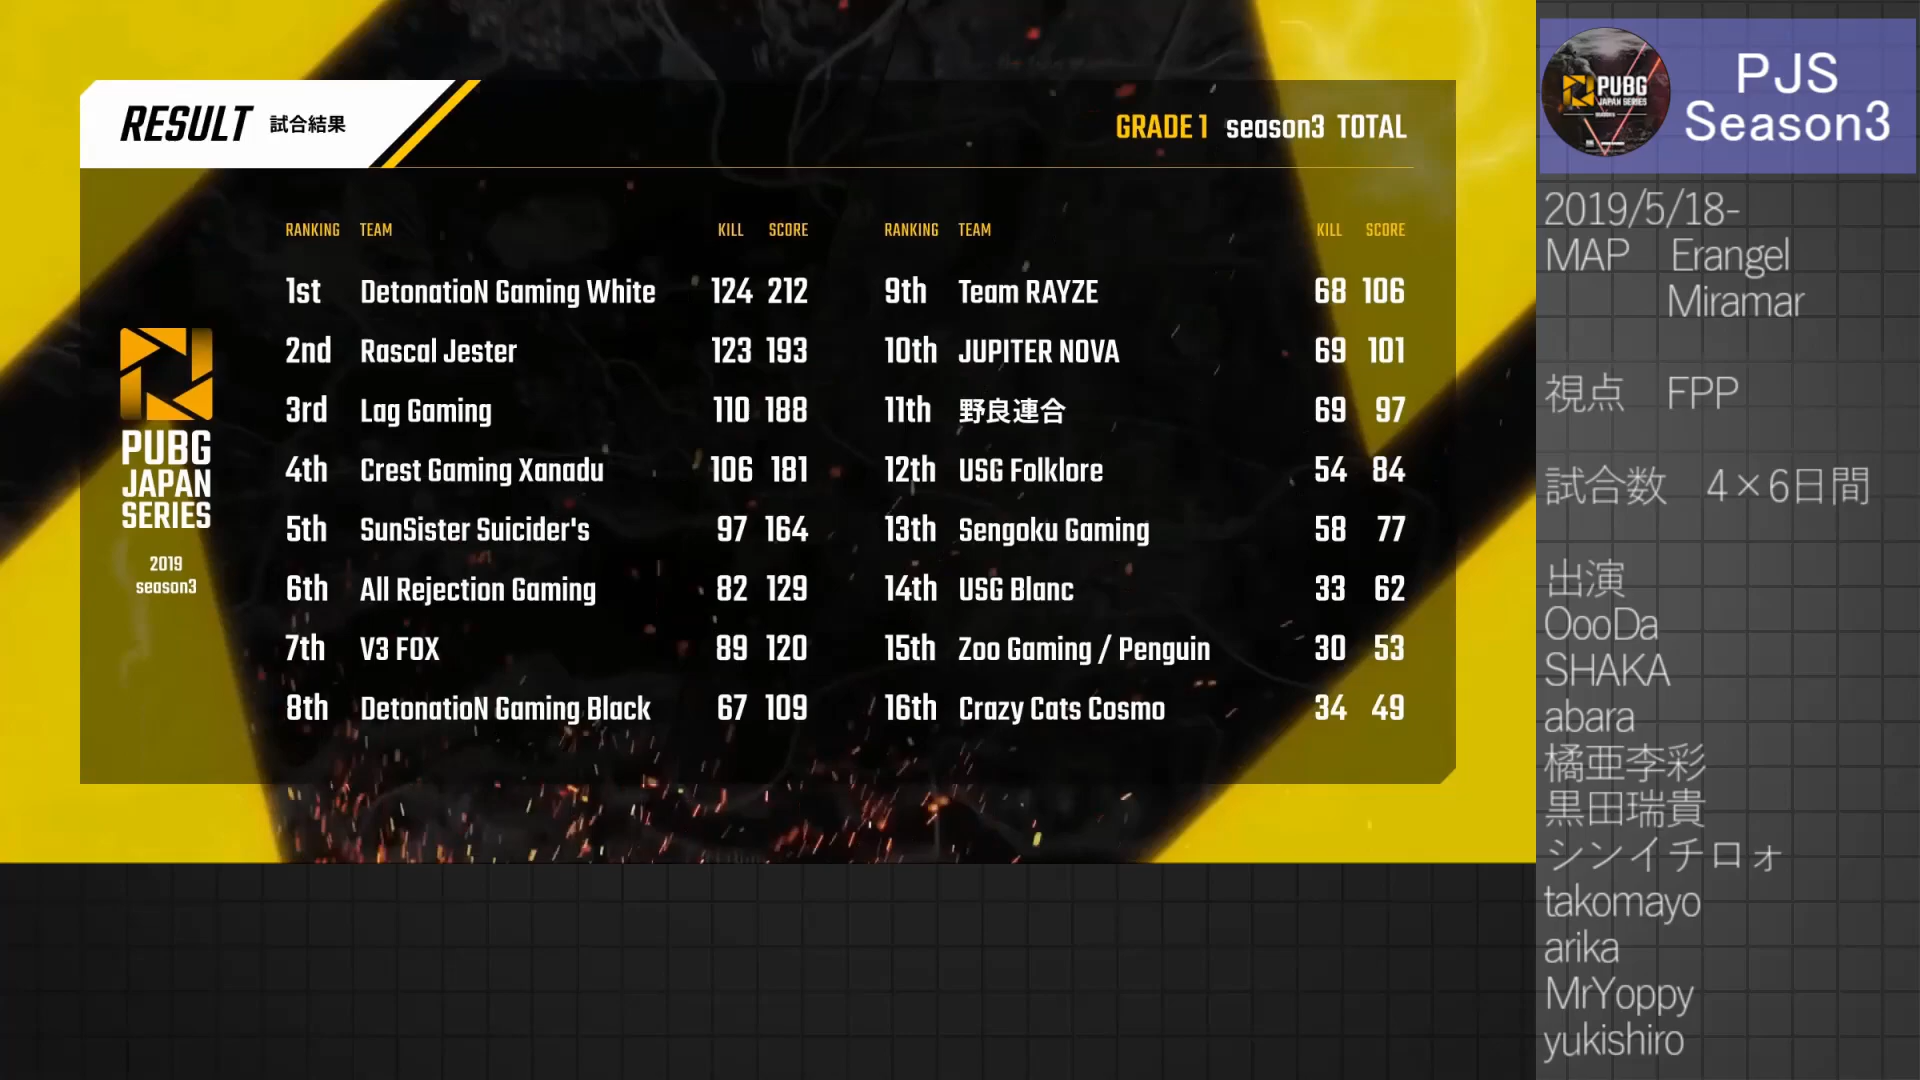 RESULT 試合結果
GRADE 1 season3 TOTAL
RANKING TEAM KILL SCORE
1st DetonatioN Gaming White 124 212
2nd Rascal Jester 123 193
3rd Lag Gaming 110 188
4th Crest Gaming Xanadu 106 181
5th SunSister Suicider's 97 164
6th All Rejection Gaming 82 129
7th V3 FOX 89 120
8th DetonatioN Gaming Black 67 109
RANKING TEAM KILL SCORE
9th Team RAYZE 68 106
10th JUPITER NOVA 69 101
11th 野良連合 69 97
12th USG Folklore 54 84
13th Sengoku Gaming 58 77
14th USG Blanc 33 62
15th Zoo Gaming / Penguin 30 53
16th Crazy Cats Cosmo 34 49
PUBG
JAPAN
SERIES
2019
season3
PUBG
JAPAN SERIES
PJS
Season3
2019/5/18-
MAP Erangel
Miramar
視点 FPP
試合数 4×6日間
出演
OooDa
SHAKA
abara
橘亜李彩
黒田瑞貴
シンイチロォ
takomayo
arika
MrYoppy
yukishiro